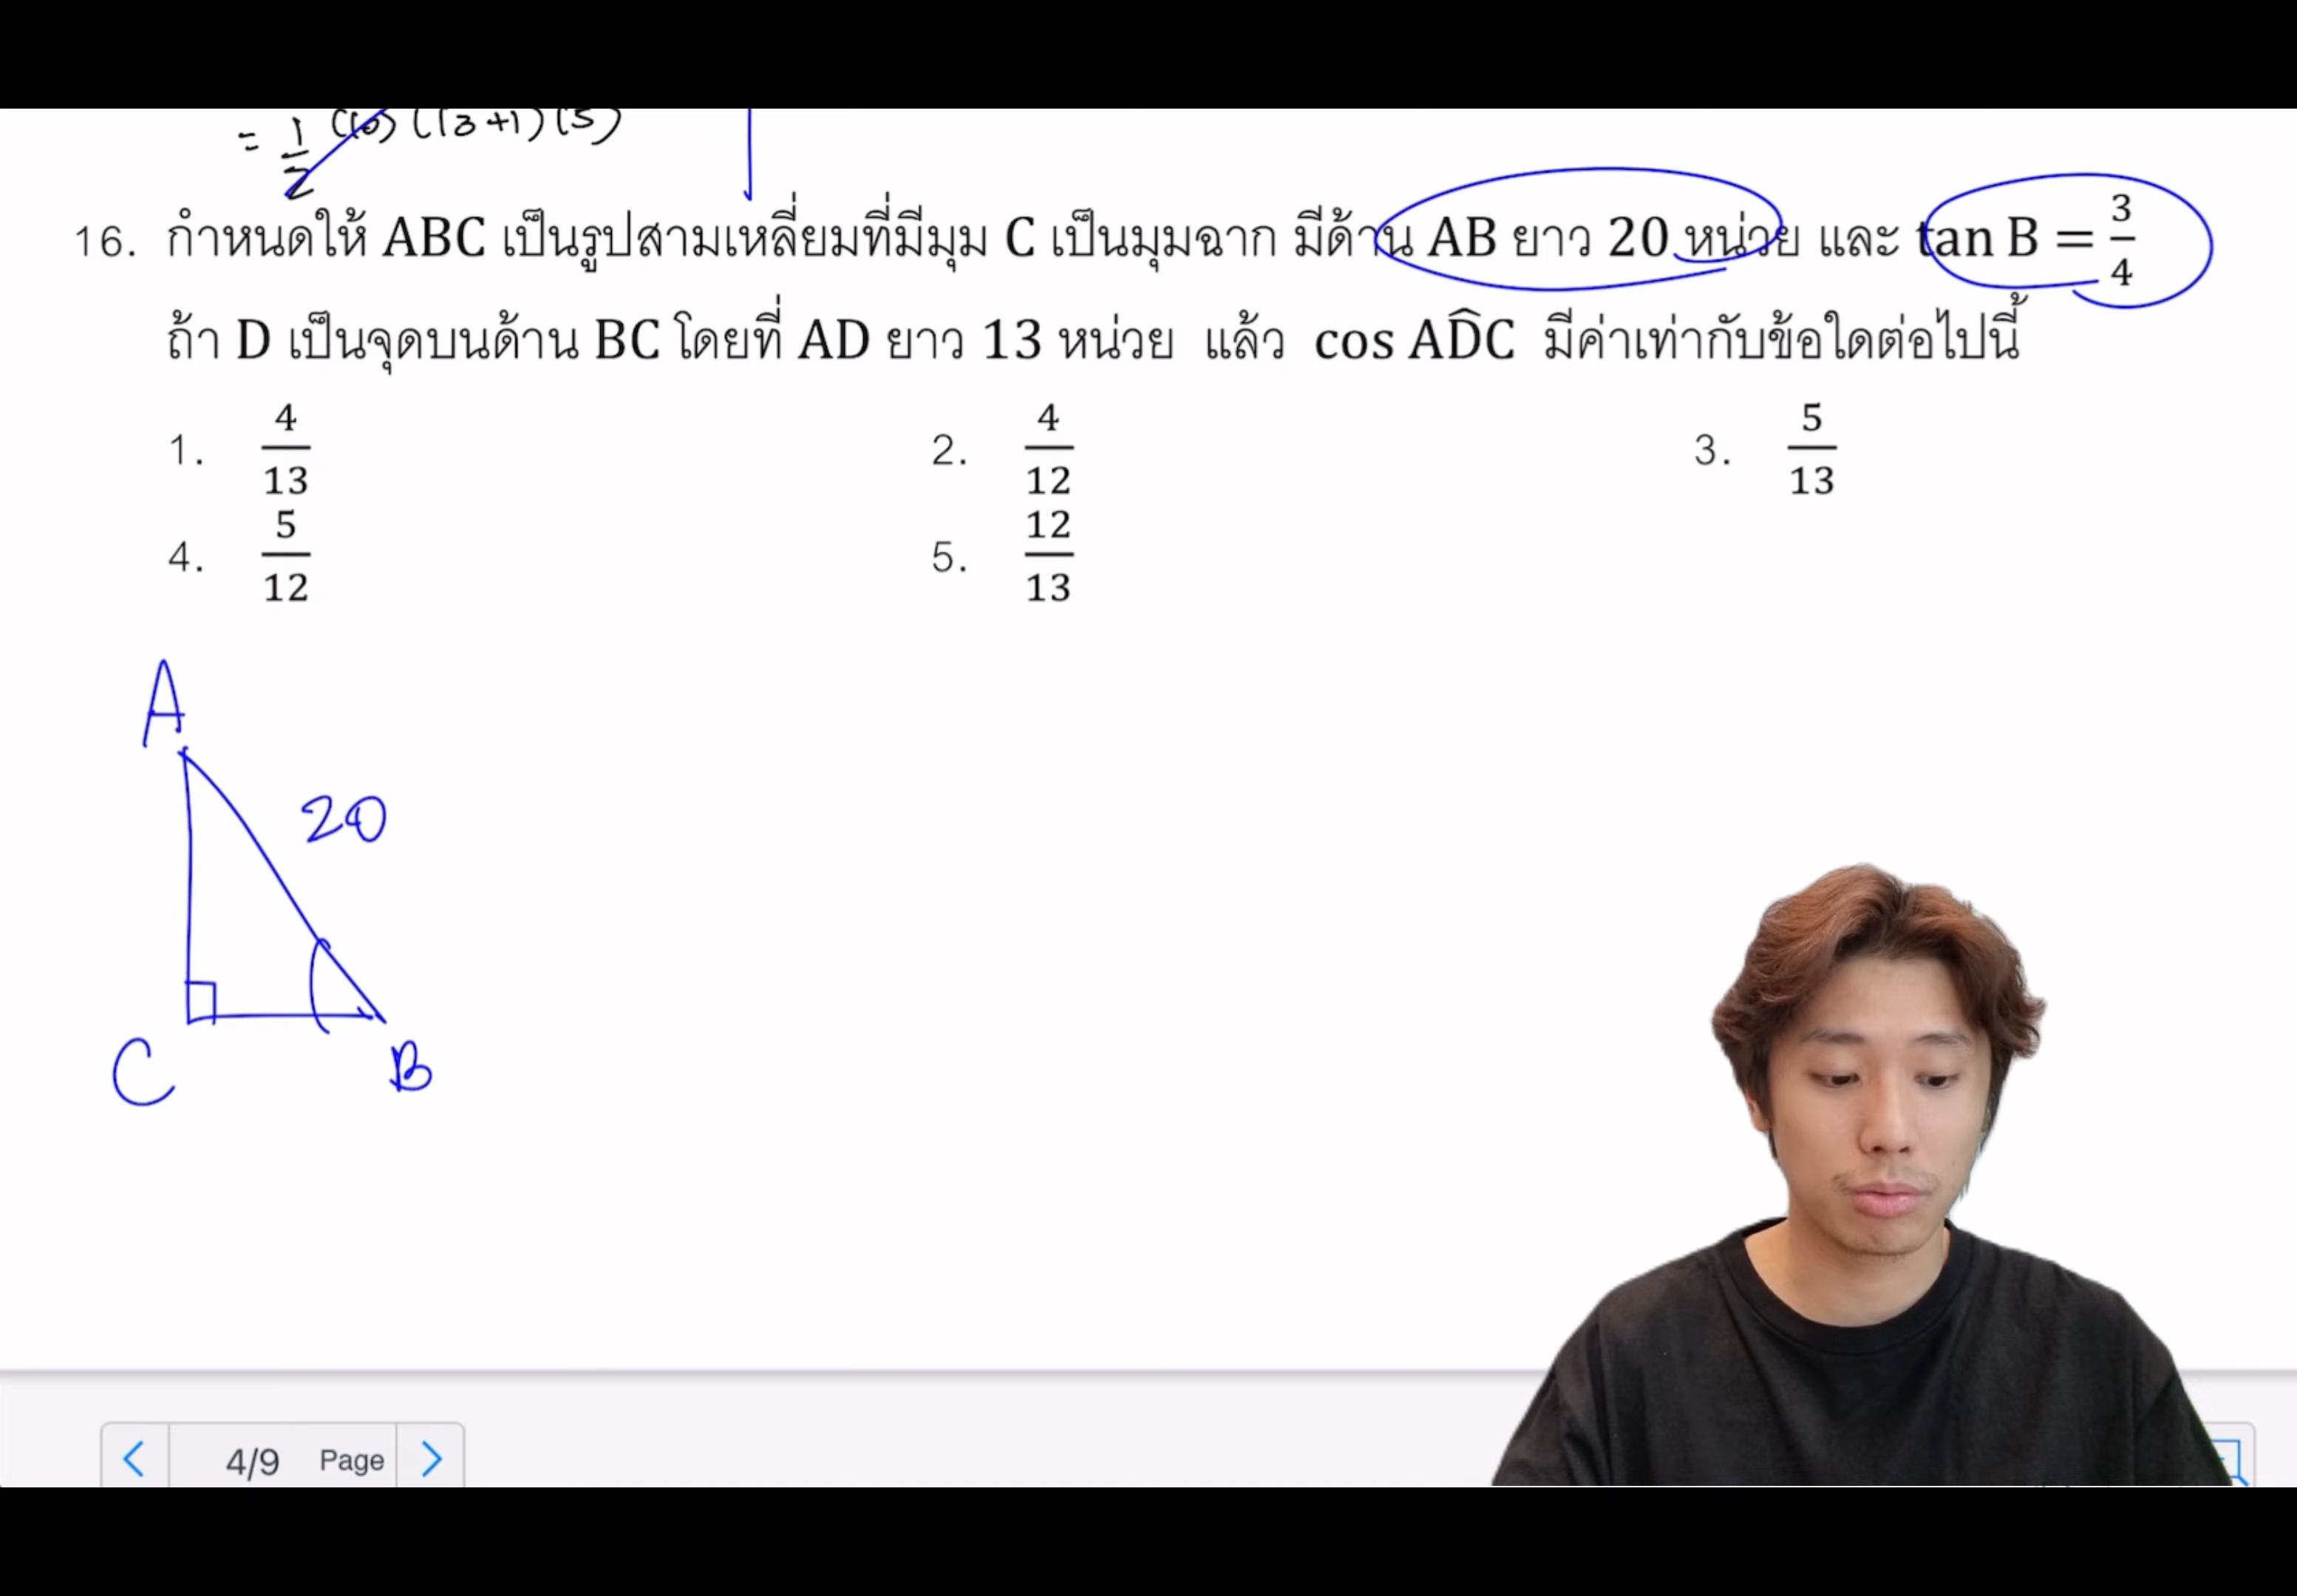 = 1/2 (10) (13+1) (5)
16. กำหนดให้ ABC เป็นรูปสามเหลี่ยมที่มีมุม C เป็นมุมฉาก มีด้าน AB ยาว 20 หน่วย และ tan B = 3/4
ถ้า D เป็นจุดบนด้าน BC โดยที่ AD ยาว 13 หน่วย แล้ว cos AD̂C มีค่าเท่ากับข้อใดต่อไปนี้
1. 4/13 2. 4/12 3. 5/13
4. 5/12 5. 12/13
A
20
C B
4/9 Page